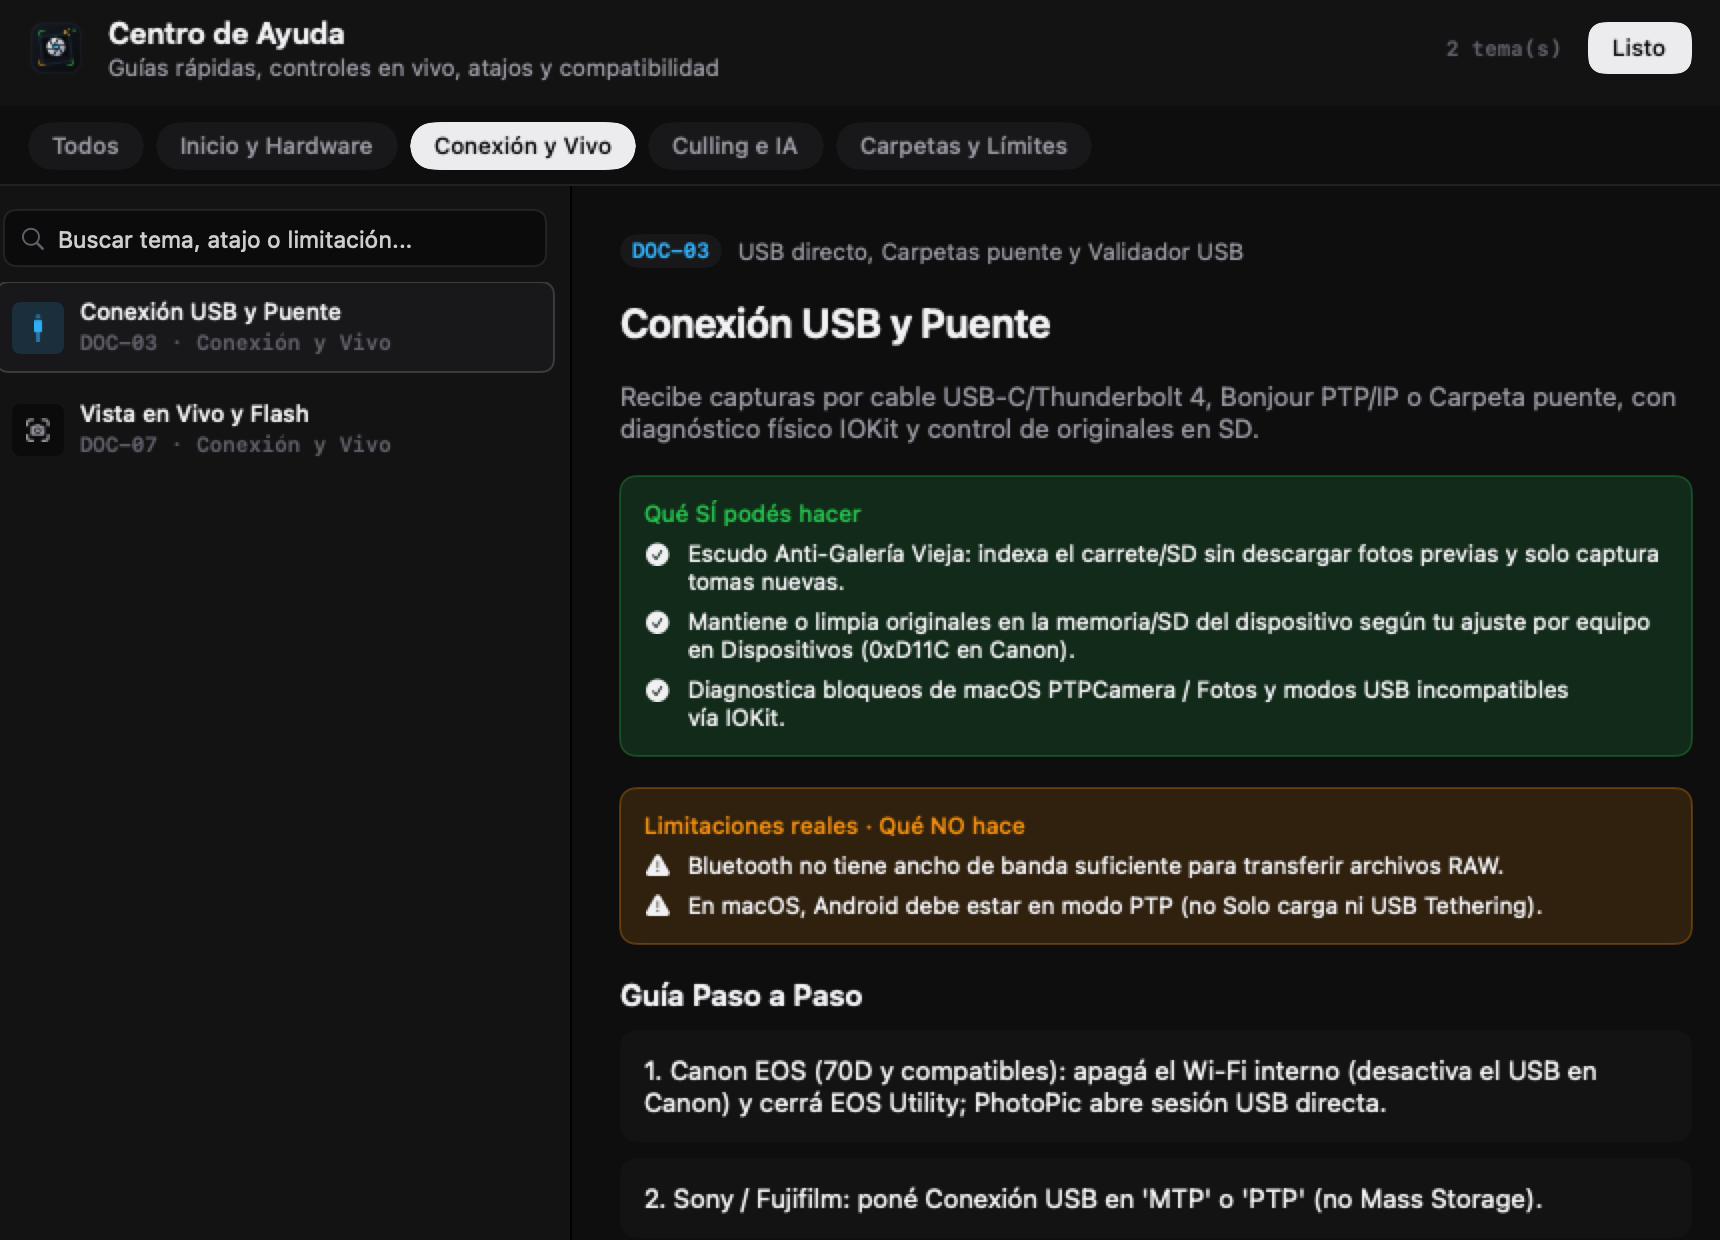 Centro de Ayuda
Guías rápidas, controles en vivo, atajos y compatibilidad
2 tema(s)
Listo
Todos
Inicio y Hardware
Conexión y Vivo
Culling e IA
Carpetas y Límites
Buscar tema, atajo o limitación...
Conexión USB y Puente
DOC-03 · Conexión y Vivo
Vista en Vivo y Flash
DOC-07 · Conexión y Vivo
DOC-03 USB directo, Carpetas puente y Validador USB
Conexión USB y Puente
Recibe capturas por cable USB-C/Thunderbolt 4, Bonjour PTP/IP o Carpeta puente, con
diagnóstico físico IOKit y control de originales en SD.
Qué SÍ podés hacer
Escudo Anti-Galería Vieja: indexa el carrete/SD sin descargar fotos previas y solo captura
tomas nuevas.
Mantiene o limpia originales en la memoria/SD del dispositivo según tu ajuste por equipo
en Dispositivos (0xD11C en Canon).
Diagnostica bloqueos de macOS PTPCamera / Fotos y modos USB incompatibles
vía IOKit.
Limitaciones reales · Qué NO hace
Bluetooth no tiene ancho de banda suficiente para transferir archivos RAW.
En macOS, Android debe estar en modo PTP (no Solo carga ni USB Tethering).
Guía Paso a Paso
1. Canon EOS (70D y compatibles): apagá el Wi-Fi interno (desactiva el USB en
Canon) y cerrá EOS Utility; PhotoPic abre sesión USB directa.
2. Sony / Fujifilm: poné Conexión USB en 'MTP' o 'PTP' (no Mass Storage).